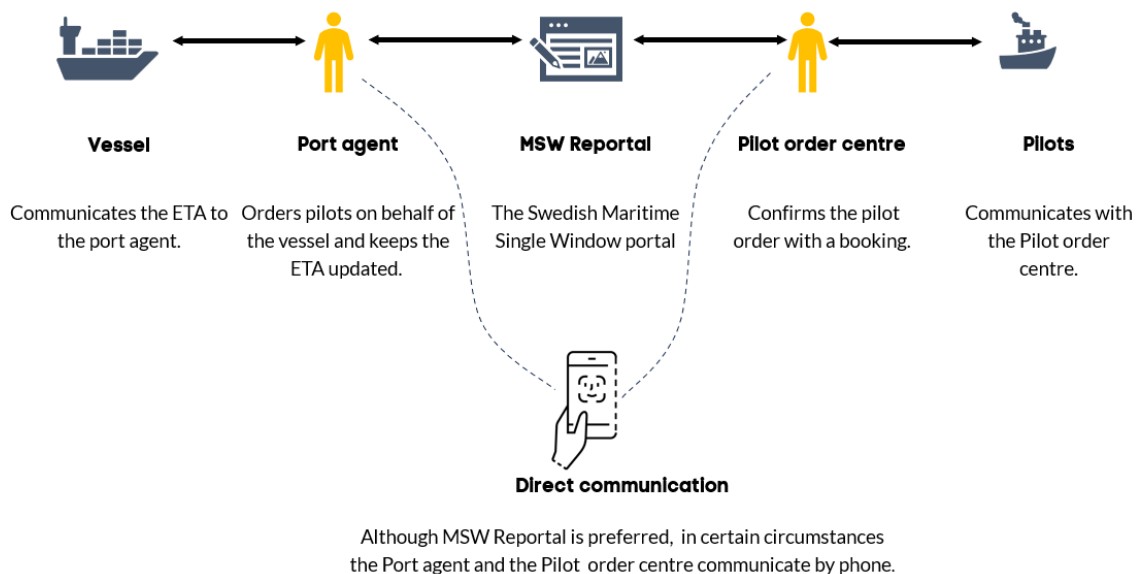 Vessel
Port agent
MSW Reportal
Pilot order centre
Pilots
Communicates the ETA to
the port agent.
Orders pilots on behalf of
the vessel and keeps the
ETA updated.
The Swedish Maritime
Single Window portal
Confirms the pilot
order with a booking.
Communicates with
the Pilot order
centre.
Direct communication
Although MSW Reportal is preferred, in certain circumstances
the Port agent and the Pilot order centre communicate by phone.